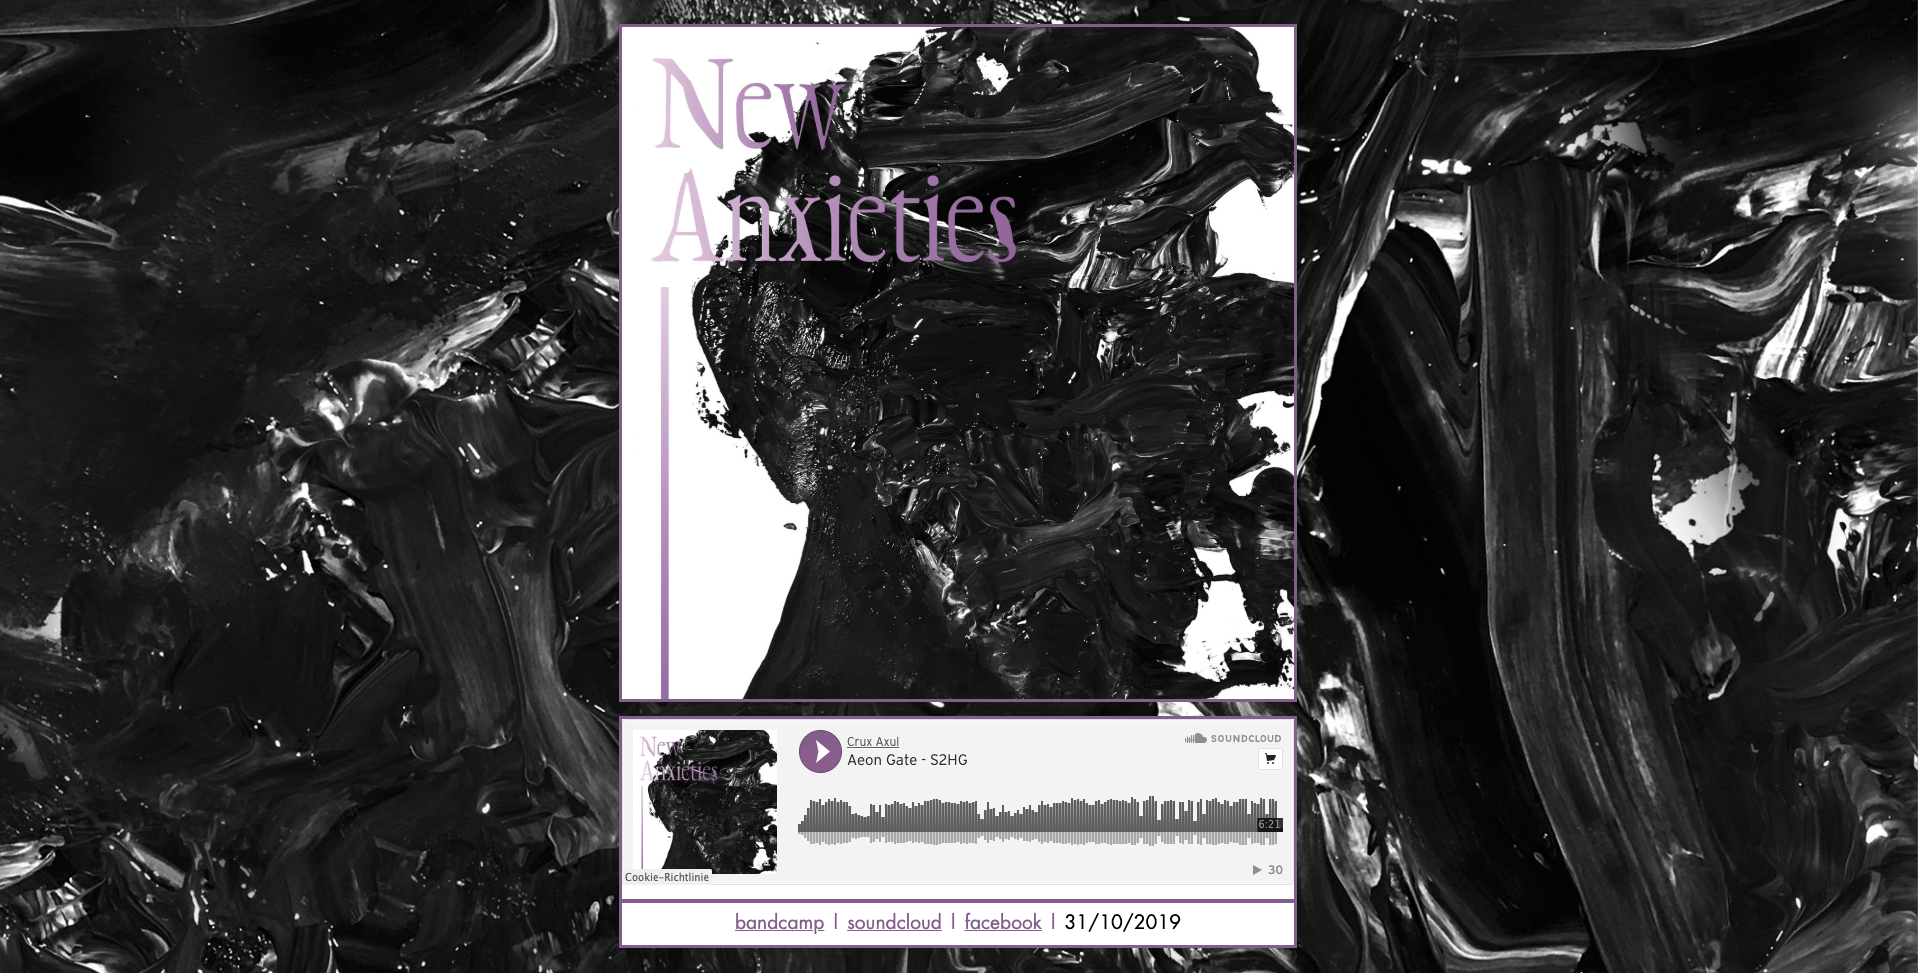 New
Anxieties
New
Anxieties
Crux Axul
Aeon Gate - S2HG
SOUNDCLOUD
6:21
30
Cookie-Richtlinie
bandcamp | soundcloud | facebook | 31/10/2019